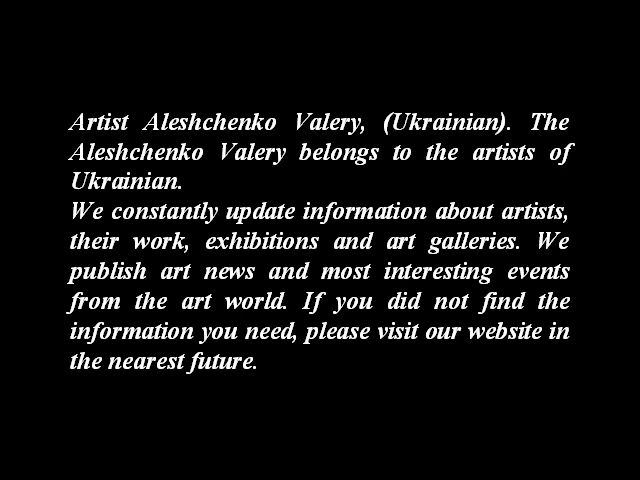 Artist Aleshchenko Valery, (Ukrainian). The
Aleshchenko Valery belongs to the artists of
Ukrainian.
We constantly update information about artists,
their work, exhibitions and art galleries. We
publish art news and most interesting events
from the art world. If you did not find the
information you need, please visit our website in
the nearest future.